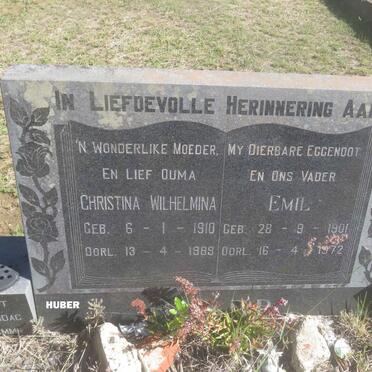 IN LIEFDEVOLLE HERINNERING AAN
'N WONDERLIKE MOEDER,
EN LIEF OUMA
CHRISTINA WILHELMINA
GEB. 6 - 1 - 1910
OORL. 13 - 4 - 1989
MY DIERBARE EGGENOOT
EN ONS VADER
EMIL
GEB. 28 - 9 - 1901
OORL. 16 - 4 - 1972
HUBER